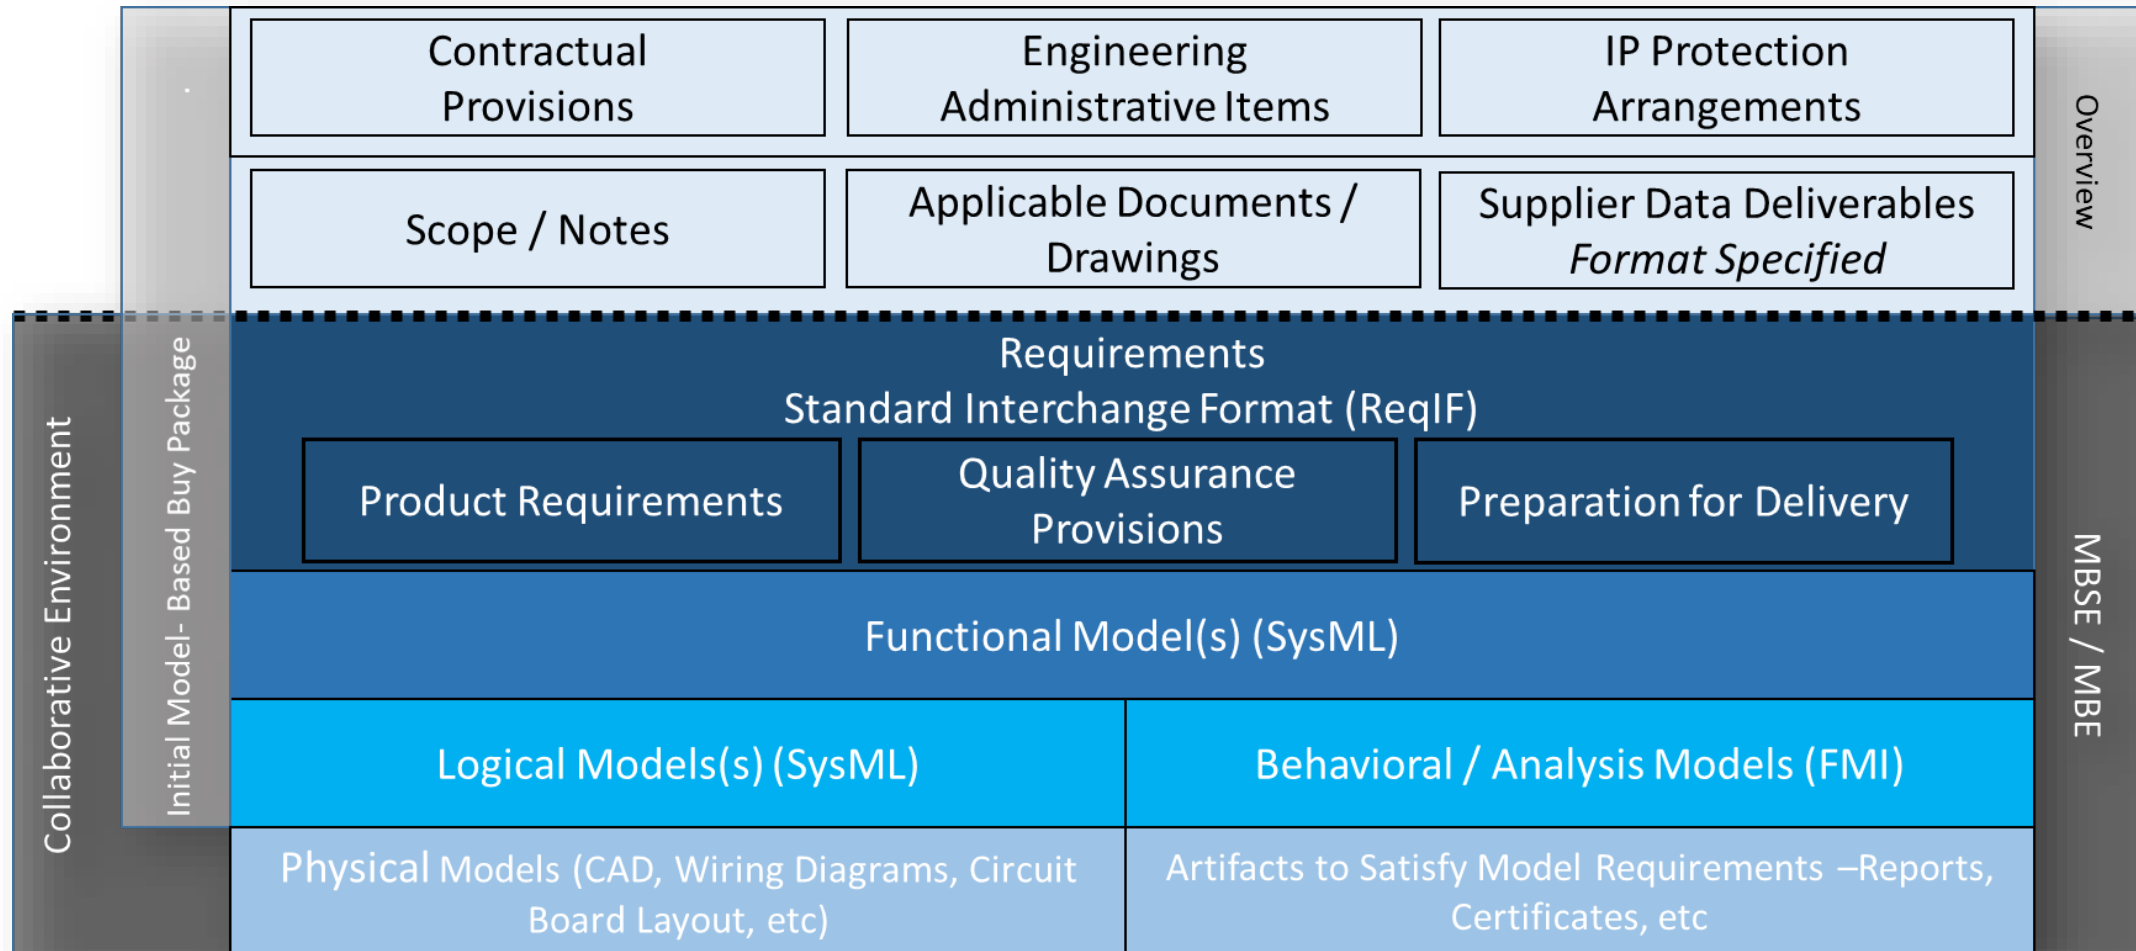 Contractual
Provisions
Engineering
Administrative Items
IP Protection
Arrangements
Scope / Notes
Applicable Documents /
Drawings
Supplier Data Deliverables
Format Specified
Overview
Requirements
Standard Interchange Format (ReqIF)
Product Requirements
Quality Assurance
Provisions
Preparation for Delivery
Functional Model(s) (SysML)
Logical Models(s) (SysML)
Behavioral / Analysis Models (FMI)
Physical Models (CAD, Wiring Diagrams, Circuit
Board Layout, etc)
Artifacts to Satisfy Model Requirements –Reports,
Certificates, etc
Collaborative Environment
Initial Model- Based Buy Package
MBSE / MBE